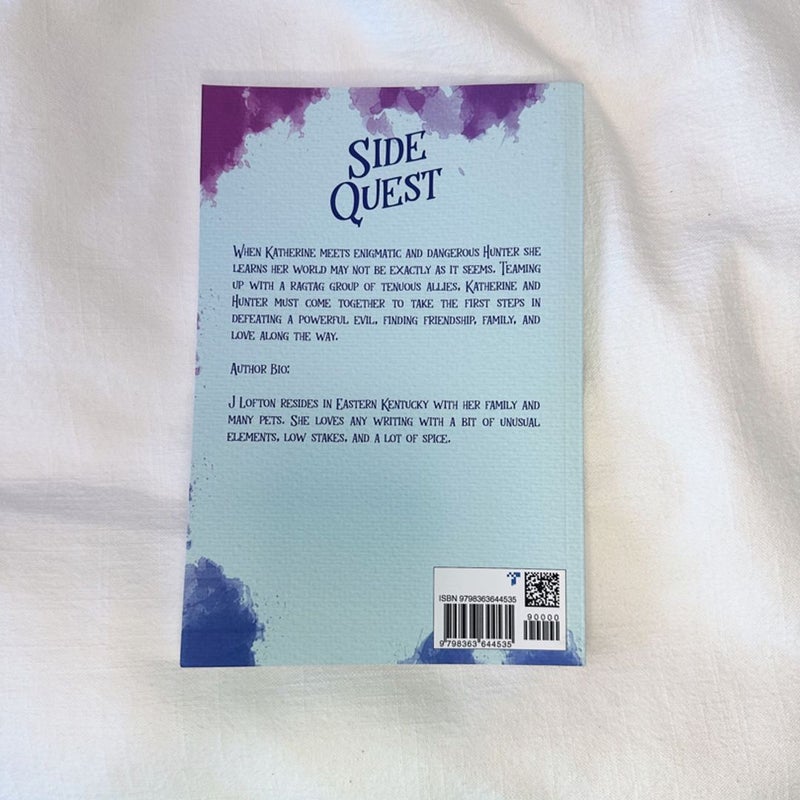 SIDE
QUEST
WHEN KATHERINE MEETS ENIGMATIC AND DANGEROUS HUNTER SHE
LEARNS HER WORLD MAY NOT BE EXACTLY AS IT SEEMS. TEAMING
UP WITH A RAGTAG GROUP OF TENUOUS ALLIES, KATHERINE AND
HUNTER MUST COME TOGETHER TO TAKE THE FIRST STEPS IN
DEFEATING A POWERFUL EVIL, FINDING FRIENDSHIP, FAMILY, AND
LOVE ALONG THE WAY.
AUTHOR BIO:
J LOFTON RESIDES IN EASTERN KENTUCKY WITH HER FAMILY AND
MANY PETS. SHE LOVES ANY WRITING WITH A BIT OF UNUSUAL
ELEMENTS, LOW STAKES, AND A LOT OF SPICE.
ISBN 9798363644535
90000
9 798363 644535